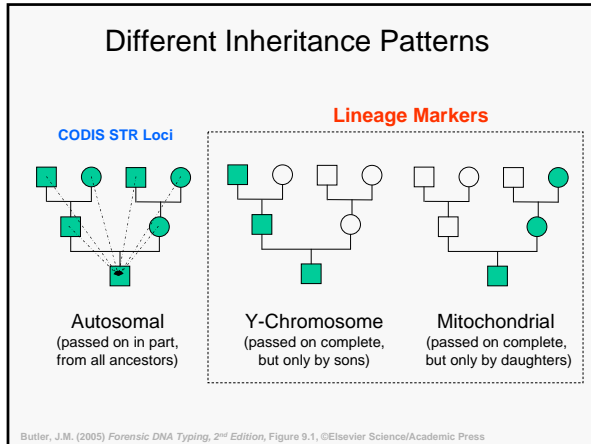 Different Inheritance Patterns
Lineage Markers
CODIS STR Loci
Autosomal
(passed on in part,
from all ancestors)
Y-Chromosome
(passed on complete,
but only by sons)
Mitochondrial
(passed on complete,
but only by daughters)
Butler, J.M. (2005) Forensic DNA Typing, 2nd Edition, Figure 9.1, ©Elsevier Science/Academic Press